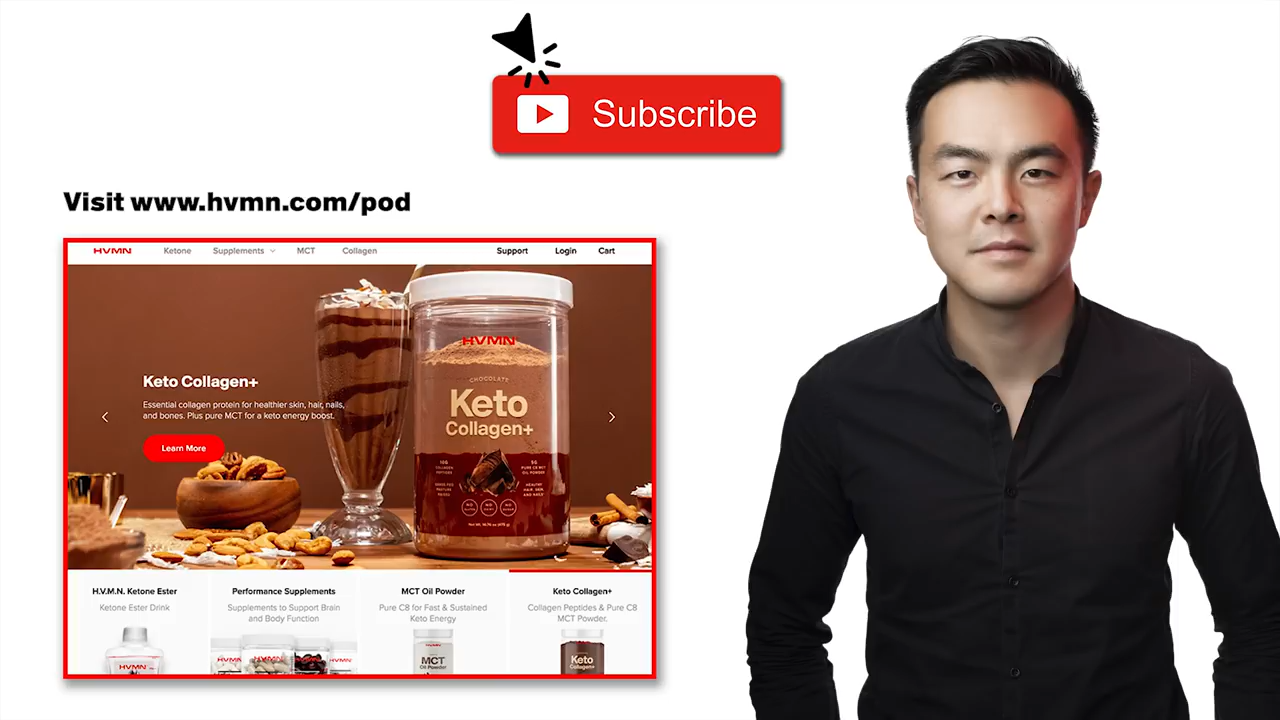 Subscribe
Visit www.hvmn.com/pod
HVMN Ketone Supplements MCT Collagen Support Login Cart
Keto Collagen+
Essential collagen protein for healthier skin, hair, nails,
and bones. Plus pure MCT for a keto energy boost.
Learn More
HVMN
CHOCOLATE
Keto
Collagen+
H.V.M.N. Ketone Ester
Ketone Ester Drink
Performance Supplements
Supplements to Support Brain
and Body Function
MCT Oil Powder
Pure C8 for Fast & Sustained
Keto Energy
Keto Collagen+
Collagen Peptides & Pure C8
MCT Powder.
HVMN
HVMN
HVMN
HVMN
MCT
Oil Powder
Keto
Collagen+